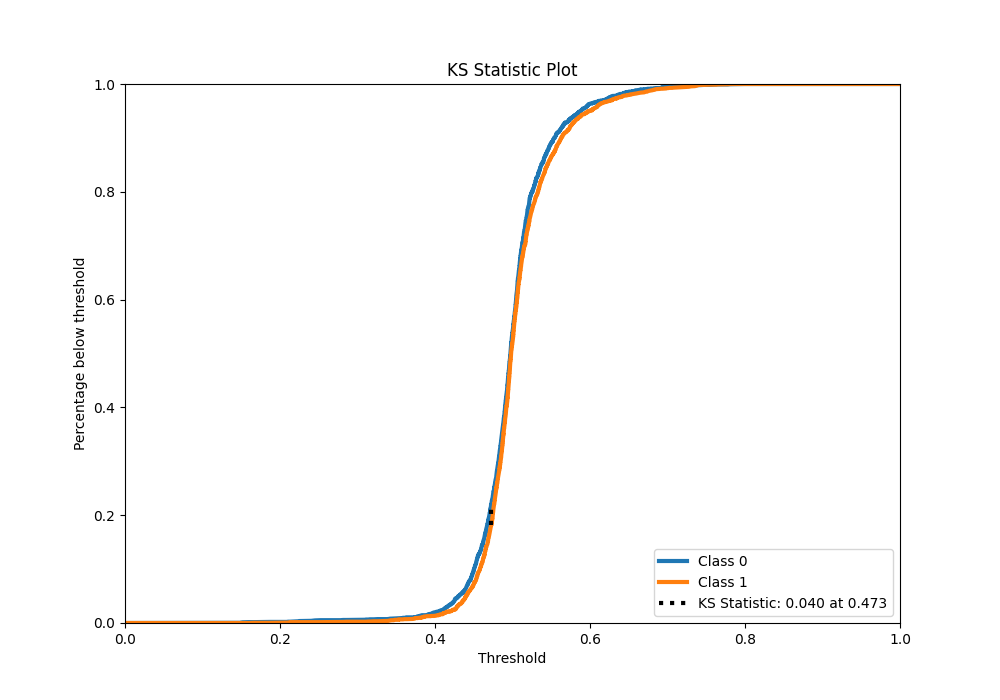 KS Statistic Plot
1.0
0.8
0.6
0.4
0.2
0.0
Percentage below threshold
0.0 0.2 0.4 0.6 0.8 1.0
Threshold
Class 0
Class 1
KS Statistic: 0.040 at 0.473